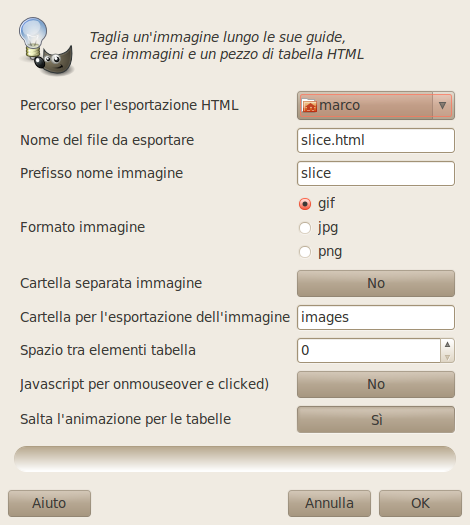 Taglia un'immagine lungo le sue guide,
crea immagini e un pezzo di tabella HTML
Percorso per l'esportazione HTML marco
Nome del file da esportare slice.html
Prefisso nome immagine slice
gif
Formato immagine jpg
png
Cartella separata immagine No
Cartella per l'esportazione dell'immagine images
Spazio tra elementi tabella 0
Javascript per onmouseover e clicked) No
Salta l'animazione per le tabelle Sì
Aiuto Annulla OK